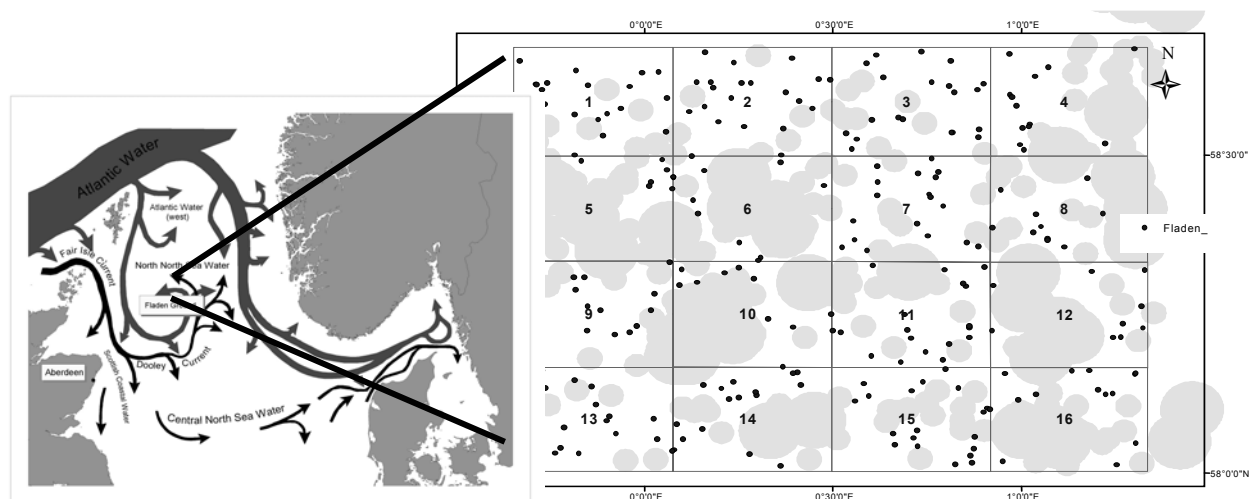 Atlantic Water
Atlantic Water
(west)
Fair Isle Current
North North Sea Water
Fladen Gro
Dooley
Current
Scottish Coastal Water
Aberdeen
Central North Sea Water
0°0'0"E
0°30'0"E
1°0'0"E
N
1
2
3
4
58°30'0"
5
6
7
8
Fladen_
9
10
11
12
13
14
15
16
58°0'0"N
0°0'0"E
0°30'0"E
1°0'0"E